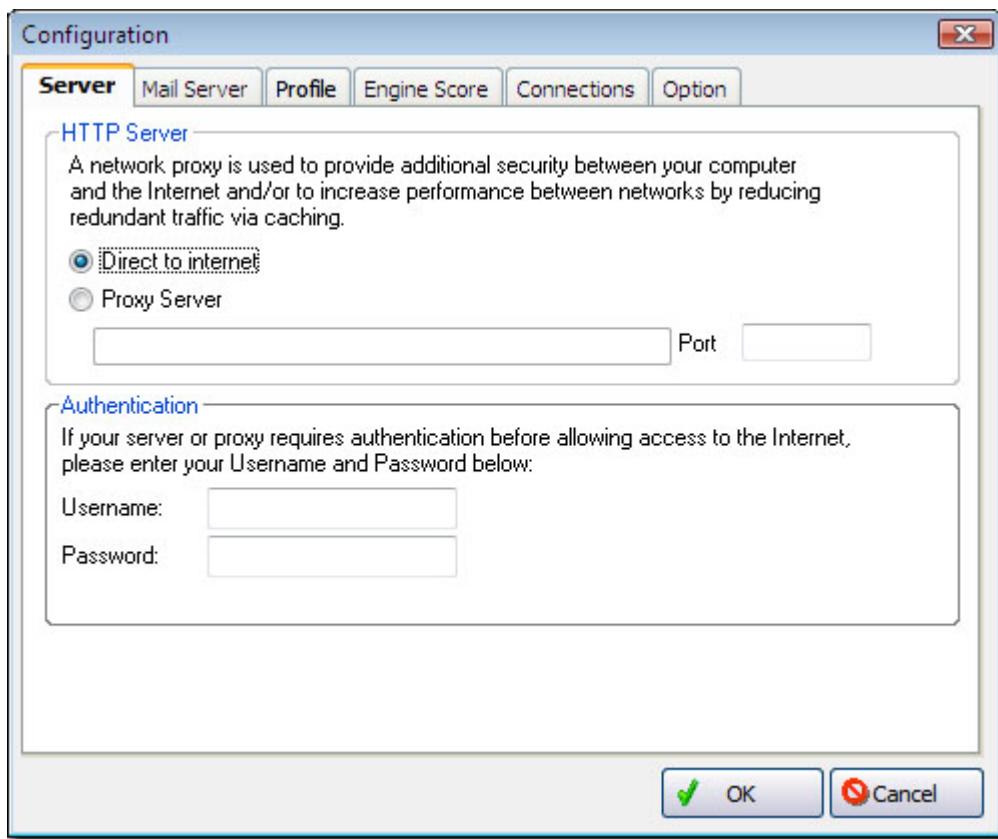 Configuration
Server
Mail Server
Profile
Engine Score
Connections
Option
HTTP Server
A network proxy is used to provide additional security between your computer
and the Internet and/or to increase performance between networks by reducing
redundant traffic via caching.
Direct to internet
Proxy Server
Port
Authentication
If your server or proxy requires authentication before allowing access to the Internet,
please enter your Username and Password below:
Username:
Password:
OK
Cancel